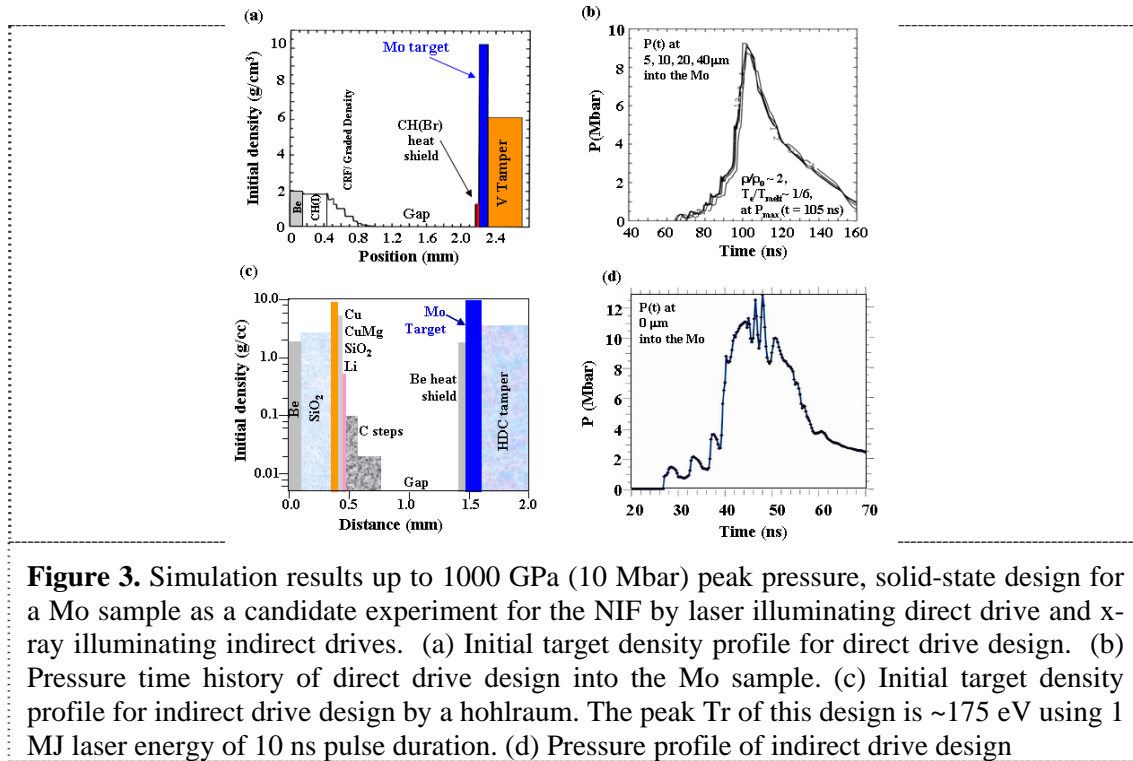 (a)
Initial density (g/cm³)
10
8
6
4
2
0
Mo target
CRF/ Graded Density
CH(Br)
heat
shield
V Tamper
Be
CH(I)
Gap
0 0.4 0.8 1.2 1.6 2.0 2.4
Position (mm)
(b)
P(Mbar)
10
8
6
4
2
0
P(t) at
5, 10, 20, 40μm
into the Mo
ρ/ρ₀ ~ 2,
at Pmax (t = 105 ns)
40 60 80 100 120 140 160
Time (ns)
(c)
Initial density (g/cc)
10.0
1.0
0.1
0.01
Be
SiO₂
Cu
CuMg
SiO₂
Li
C steps
Mo
Target
Be heat
shield
HDC tamper
Gap
0.0 0.5 1.0 1.5 2.0
Distance (mm)
(d)
P (Mbar)
12
10
8
6
4
2
0
P(t) at
0 μm
into the Mo
20 30 40 50 60 70
Time (ns)
Figure 3. Simulation results up to 1000 GPa (10 Mbar) peak pressure, solid-state design for
a Mo sample as a candidate experiment for the NIF by laser illuminating direct drive and x-
ray illuminating indirect drives. (a) Initial target density profile for direct drive design. (b)
Pressure time history of direct drive design into the Mo sample. (c) Initial target density
profile for indirect drive design by a hohlraum. The peak Tr of this design is ~175 eV using 1
MJ laser energy of 10 ns pulse duration. (d) Pressure profile of indirect drive design